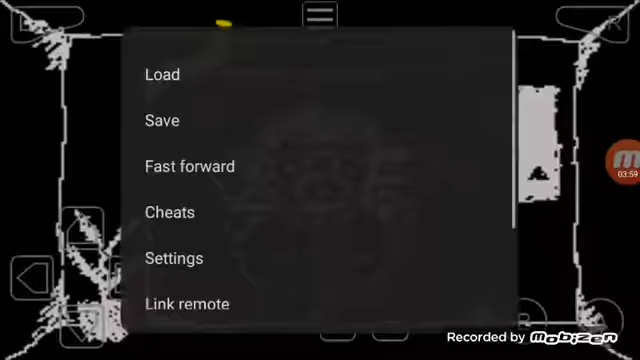 R
Load
Save
Fast forward
03:59
Cheats
Settings
Link remote
B
A
Recorded by Mobizen